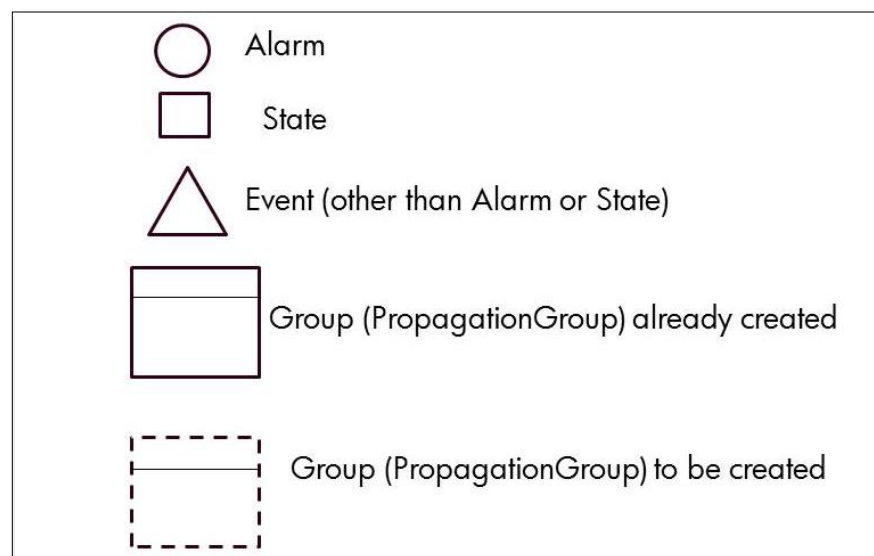 Alarm
State
Event (other than Alarm or State)
Group (PropagationGroup) already created
Group (PropagationGroup) to be created